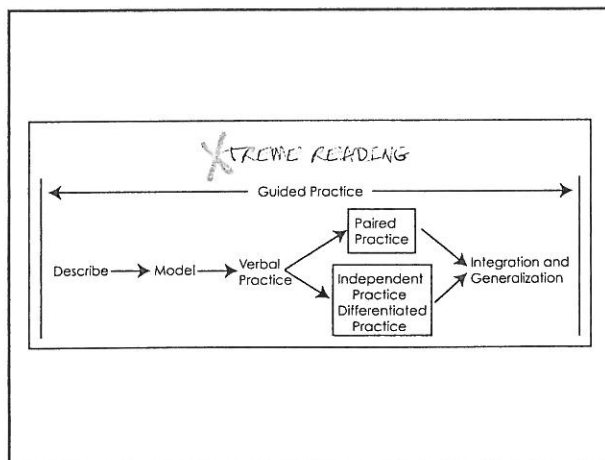 XTREME READING
Guided Practice
Describe
Model
Verbal
Practice
Paired
Practice
Independent
Practice
Differentiated
Practice
Integration and
Generalization